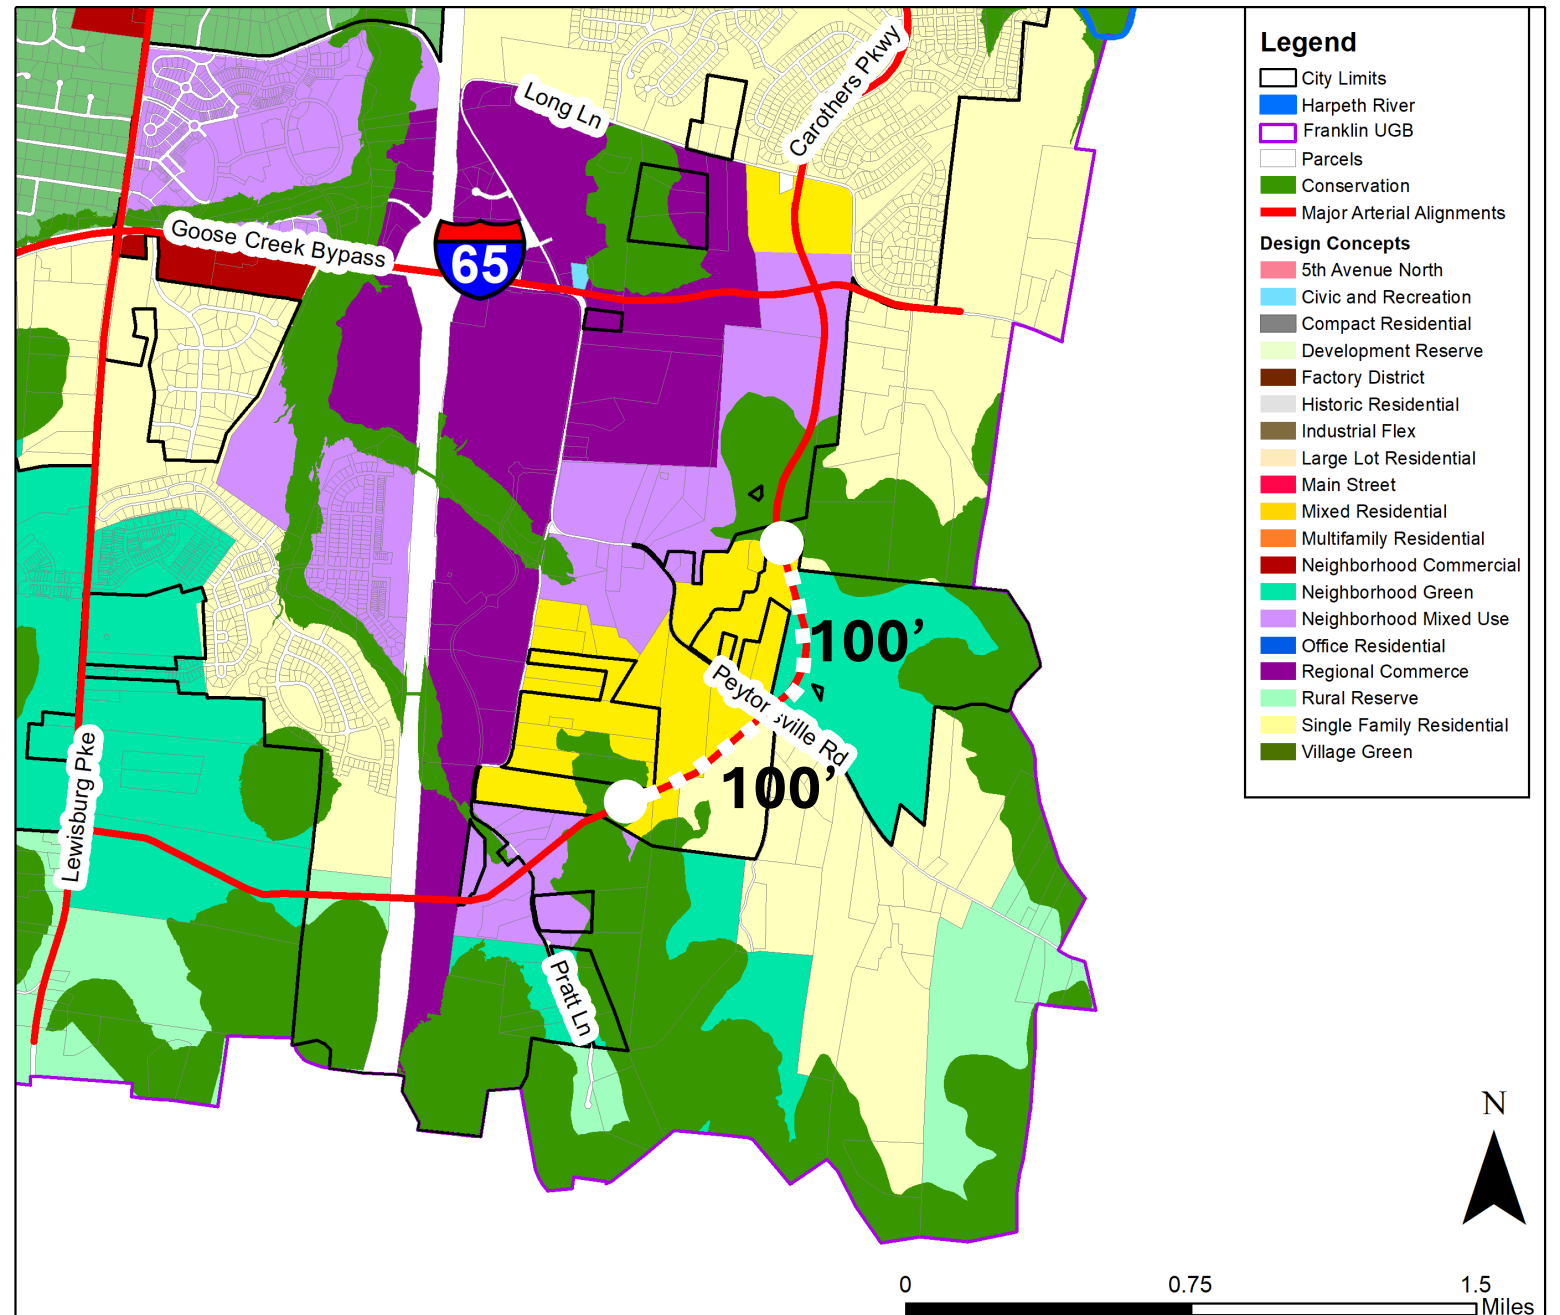 Long Ln
Carothers Pkwy
Goose Creek Bypass
65
100’
Peytonsville Rd
100’
Lewisburg Pke
Pratt Ln
Legend
City Limits
Harpeth River
Franklin UGB
Parcels
Conservation
Major Arterial Alignments
Design Concepts
5th Avenue North
Civic and Recreation
Compact Residential
Development Reserve
Factory District
Historic Residential
Industrial Flex
Large Lot Residential
Main Street
Mixed Residential
Multifamily Residential
Neighborhood Commercial
Neighborhood Green
Neighborhood Mixed Use
Office Residential
Regional Commerce
Rural Reserve
Single Family Residential
Village Green
N
0 0.75 1.5
Miles